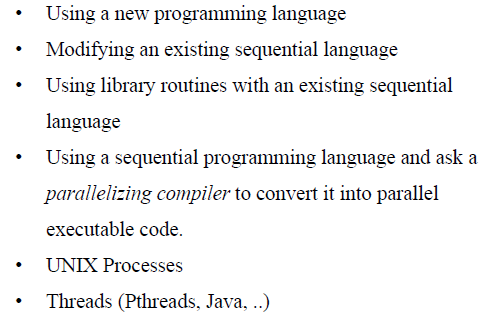 • Using a new programming language
• Modifying an existing sequential language
• Using library routines with an existing sequential
language
• Using a sequential programming language and ask a
parallelizing compiler to convert it into parallel
executable code.
• UNIX Processes
• Threads (Pthreads, Java, ..)